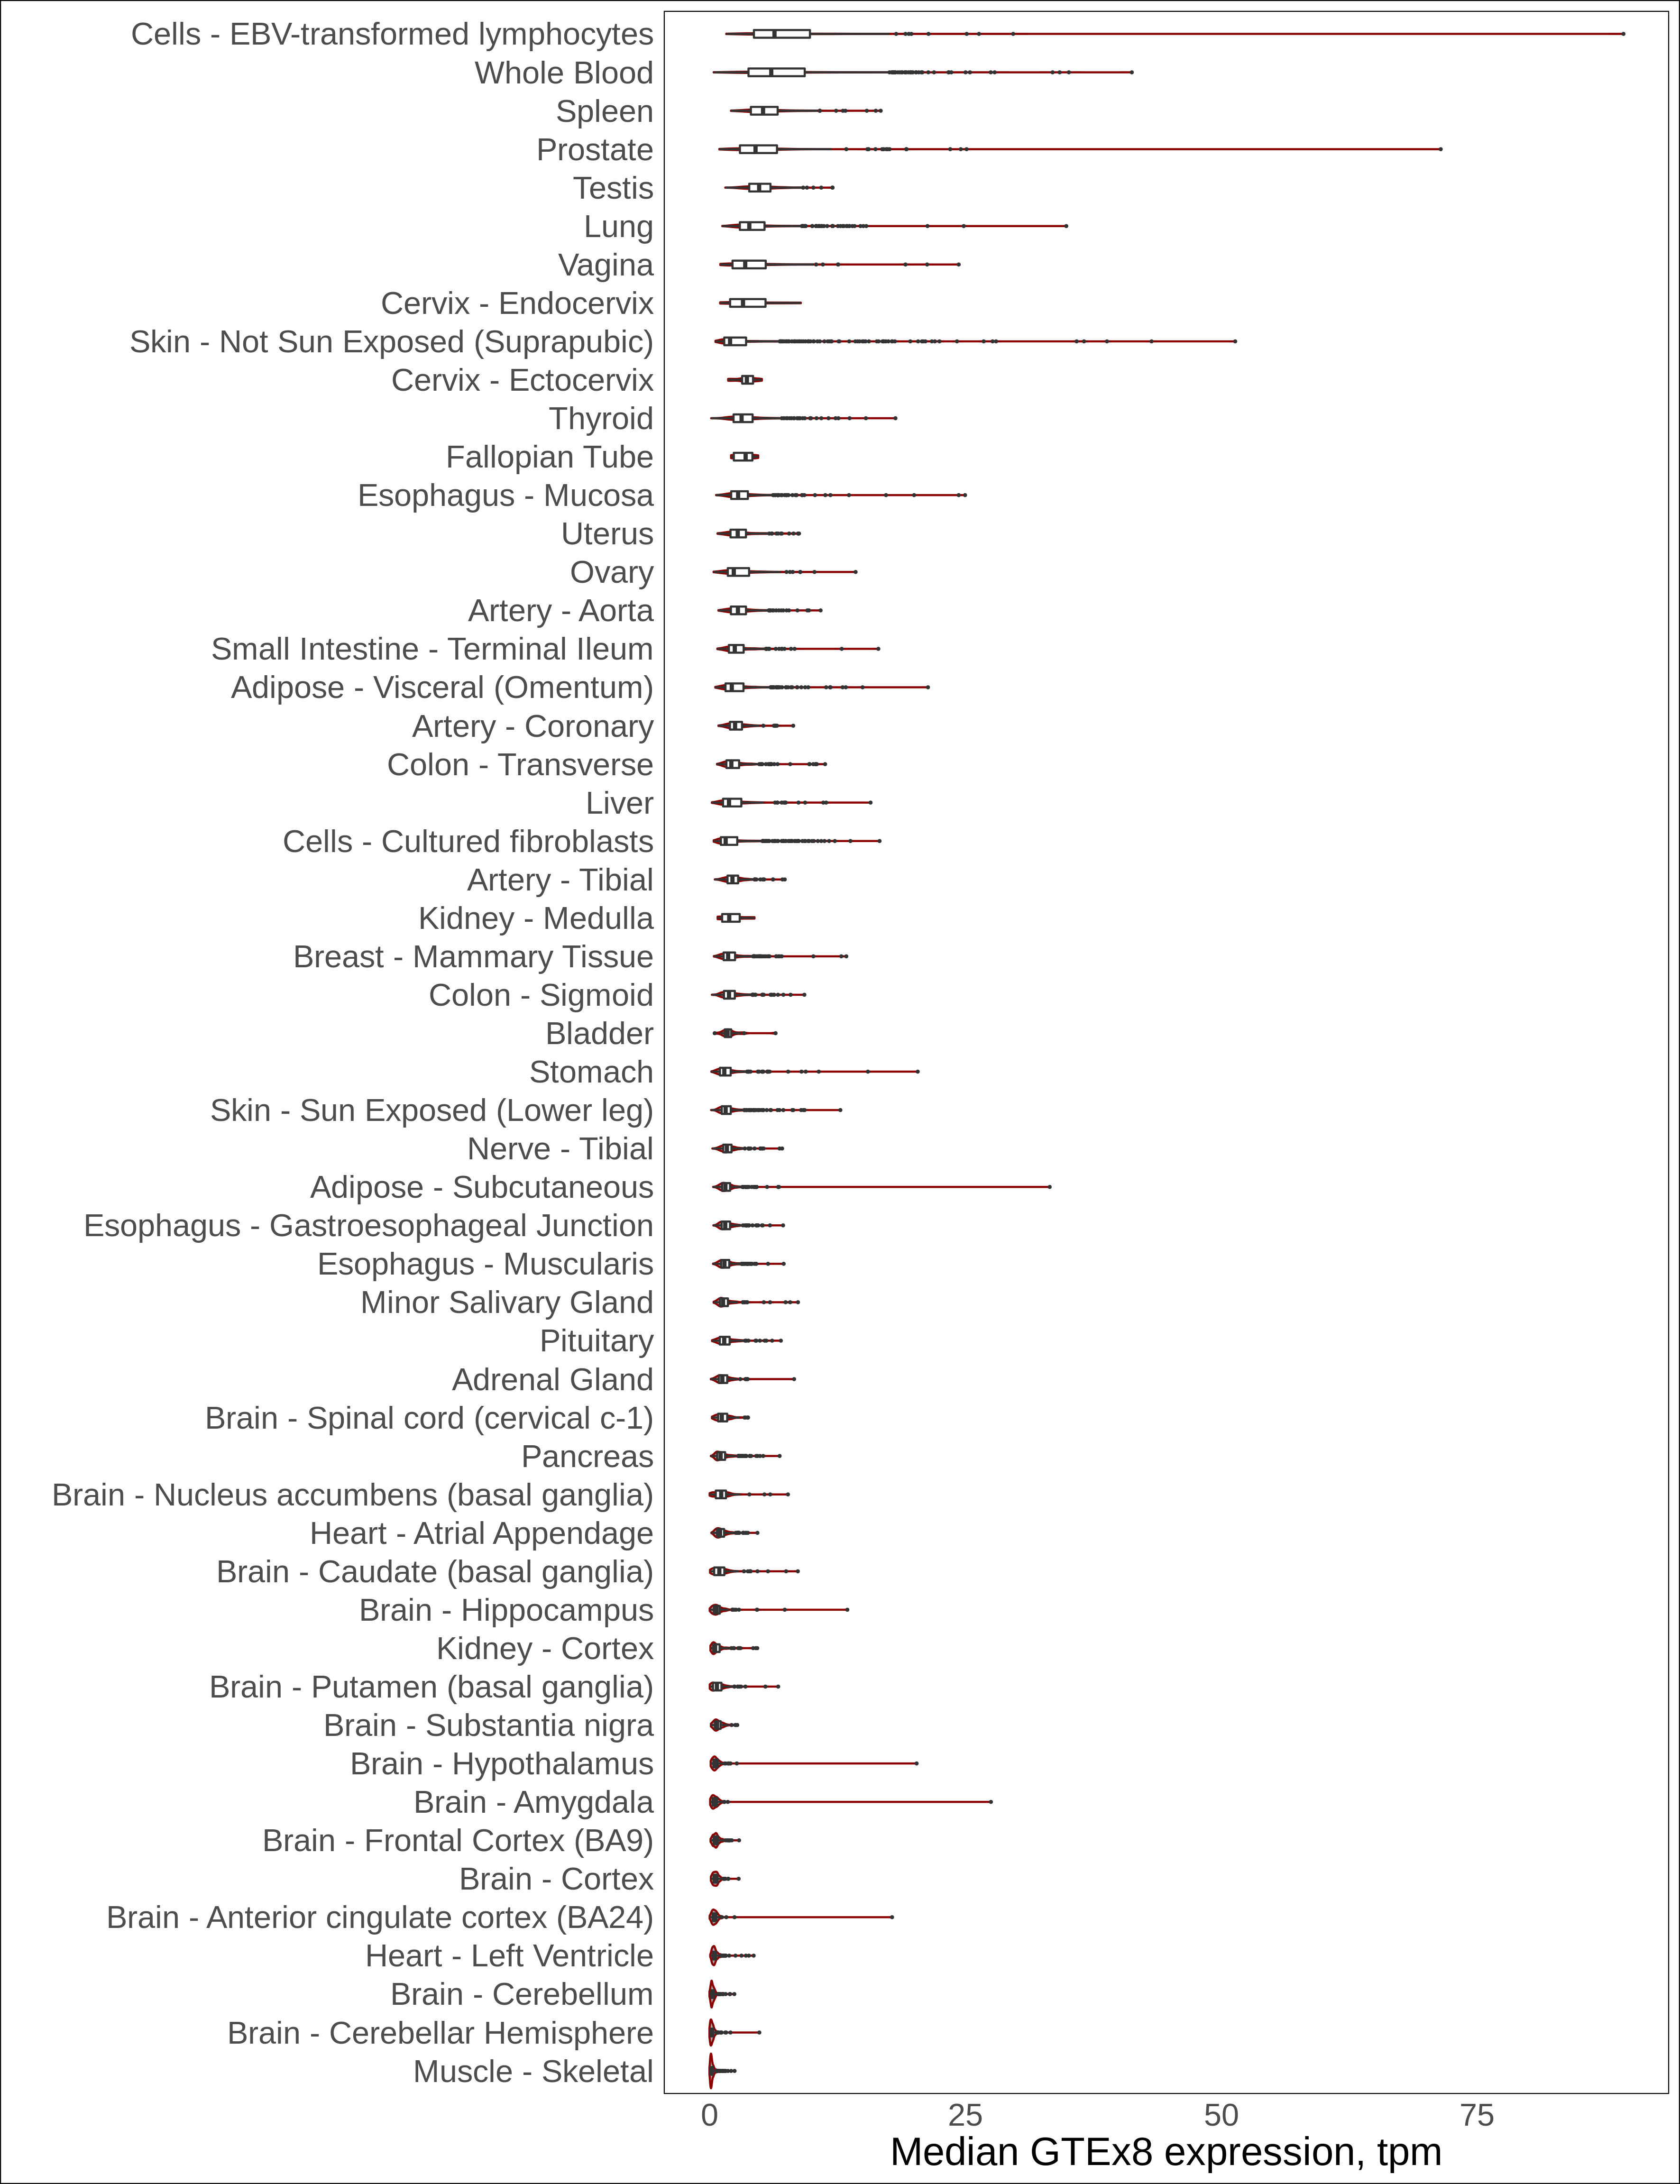 Cells - EBV-transformed lymphocytes
Whole Blood
Spleen
Prostate
Testis
Lung
Vagina
Cervix - Endocervix
Skin - Not Sun Exposed (Suprapubic)
Cervix - Ectocervix
Thyroid
Fallopian Tube
Esophagus - Mucosa
Uterus
Ovary
Artery - Aorta
Small Intestine - Terminal Ileum
Adipose - Visceral (Omentum)
Artery - Coronary
Colon - Transverse
Liver
Cells - Cultured fibroblasts
Artery - Tibial
Kidney - Medulla
Breast - Mammary Tissue
Colon - Sigmoid
Bladder
Stomach
Skin - Sun Exposed (Lower leg)
Nerve - Tibial
Adipose - Subcutaneous
Esophagus - Gastroesophageal Junction
Esophagus - Muscularis
Minor Salivary Gland
Pituitary
Adrenal Gland
Brain - Spinal cord (cervical c-1)
Pancreas
Brain - Nucleus accumbens (basal ganglia)
Heart - Atrial Appendage
Brain - Caudate (basal ganglia)
Brain - Hippocampus
Kidney - Cortex
Brain - Putamen (basal ganglia)
Brain - Substantia nigra
Brain - Hypothalamus
Brain - Amygdala
Brain - Frontal Cortex (BA9)
Brain - Cortex
Brain - Anterior cingulate cortex (BA24)
Heart - Left Ventricle
Brain - Cerebellum
Brain - Cerebellar Hemisphere
Muscle - Skeletal
0 25 50 75
Median GTEx8 expression, tpm